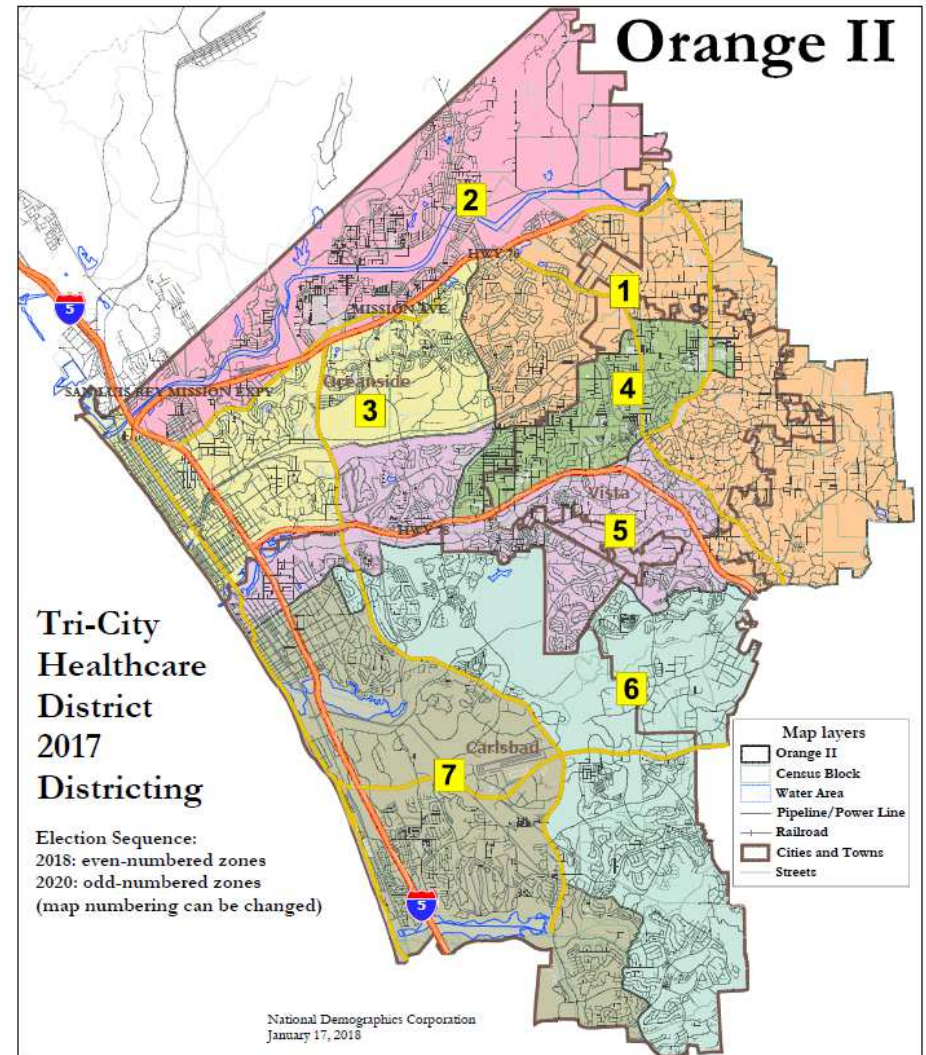 Orange II
2
HWY 76
1
5
MISSION AVE
SAN LUIS REY MISSION EXPY
Oceanside
3
4
Vista
5
HWY
6
Carlsbad
7
5
Tri-City
Healthcare
District
2017
Districting
Election Sequence:
2018: even-numbered zones
2020: odd-numbered zones
(map numbering can be changed)
Map layers
Orange II
Census Block
Water Area
Pipeline/Power Line
Railroad
Cities and Towns
Streets
National Demographics Corporation
January 17, 2018